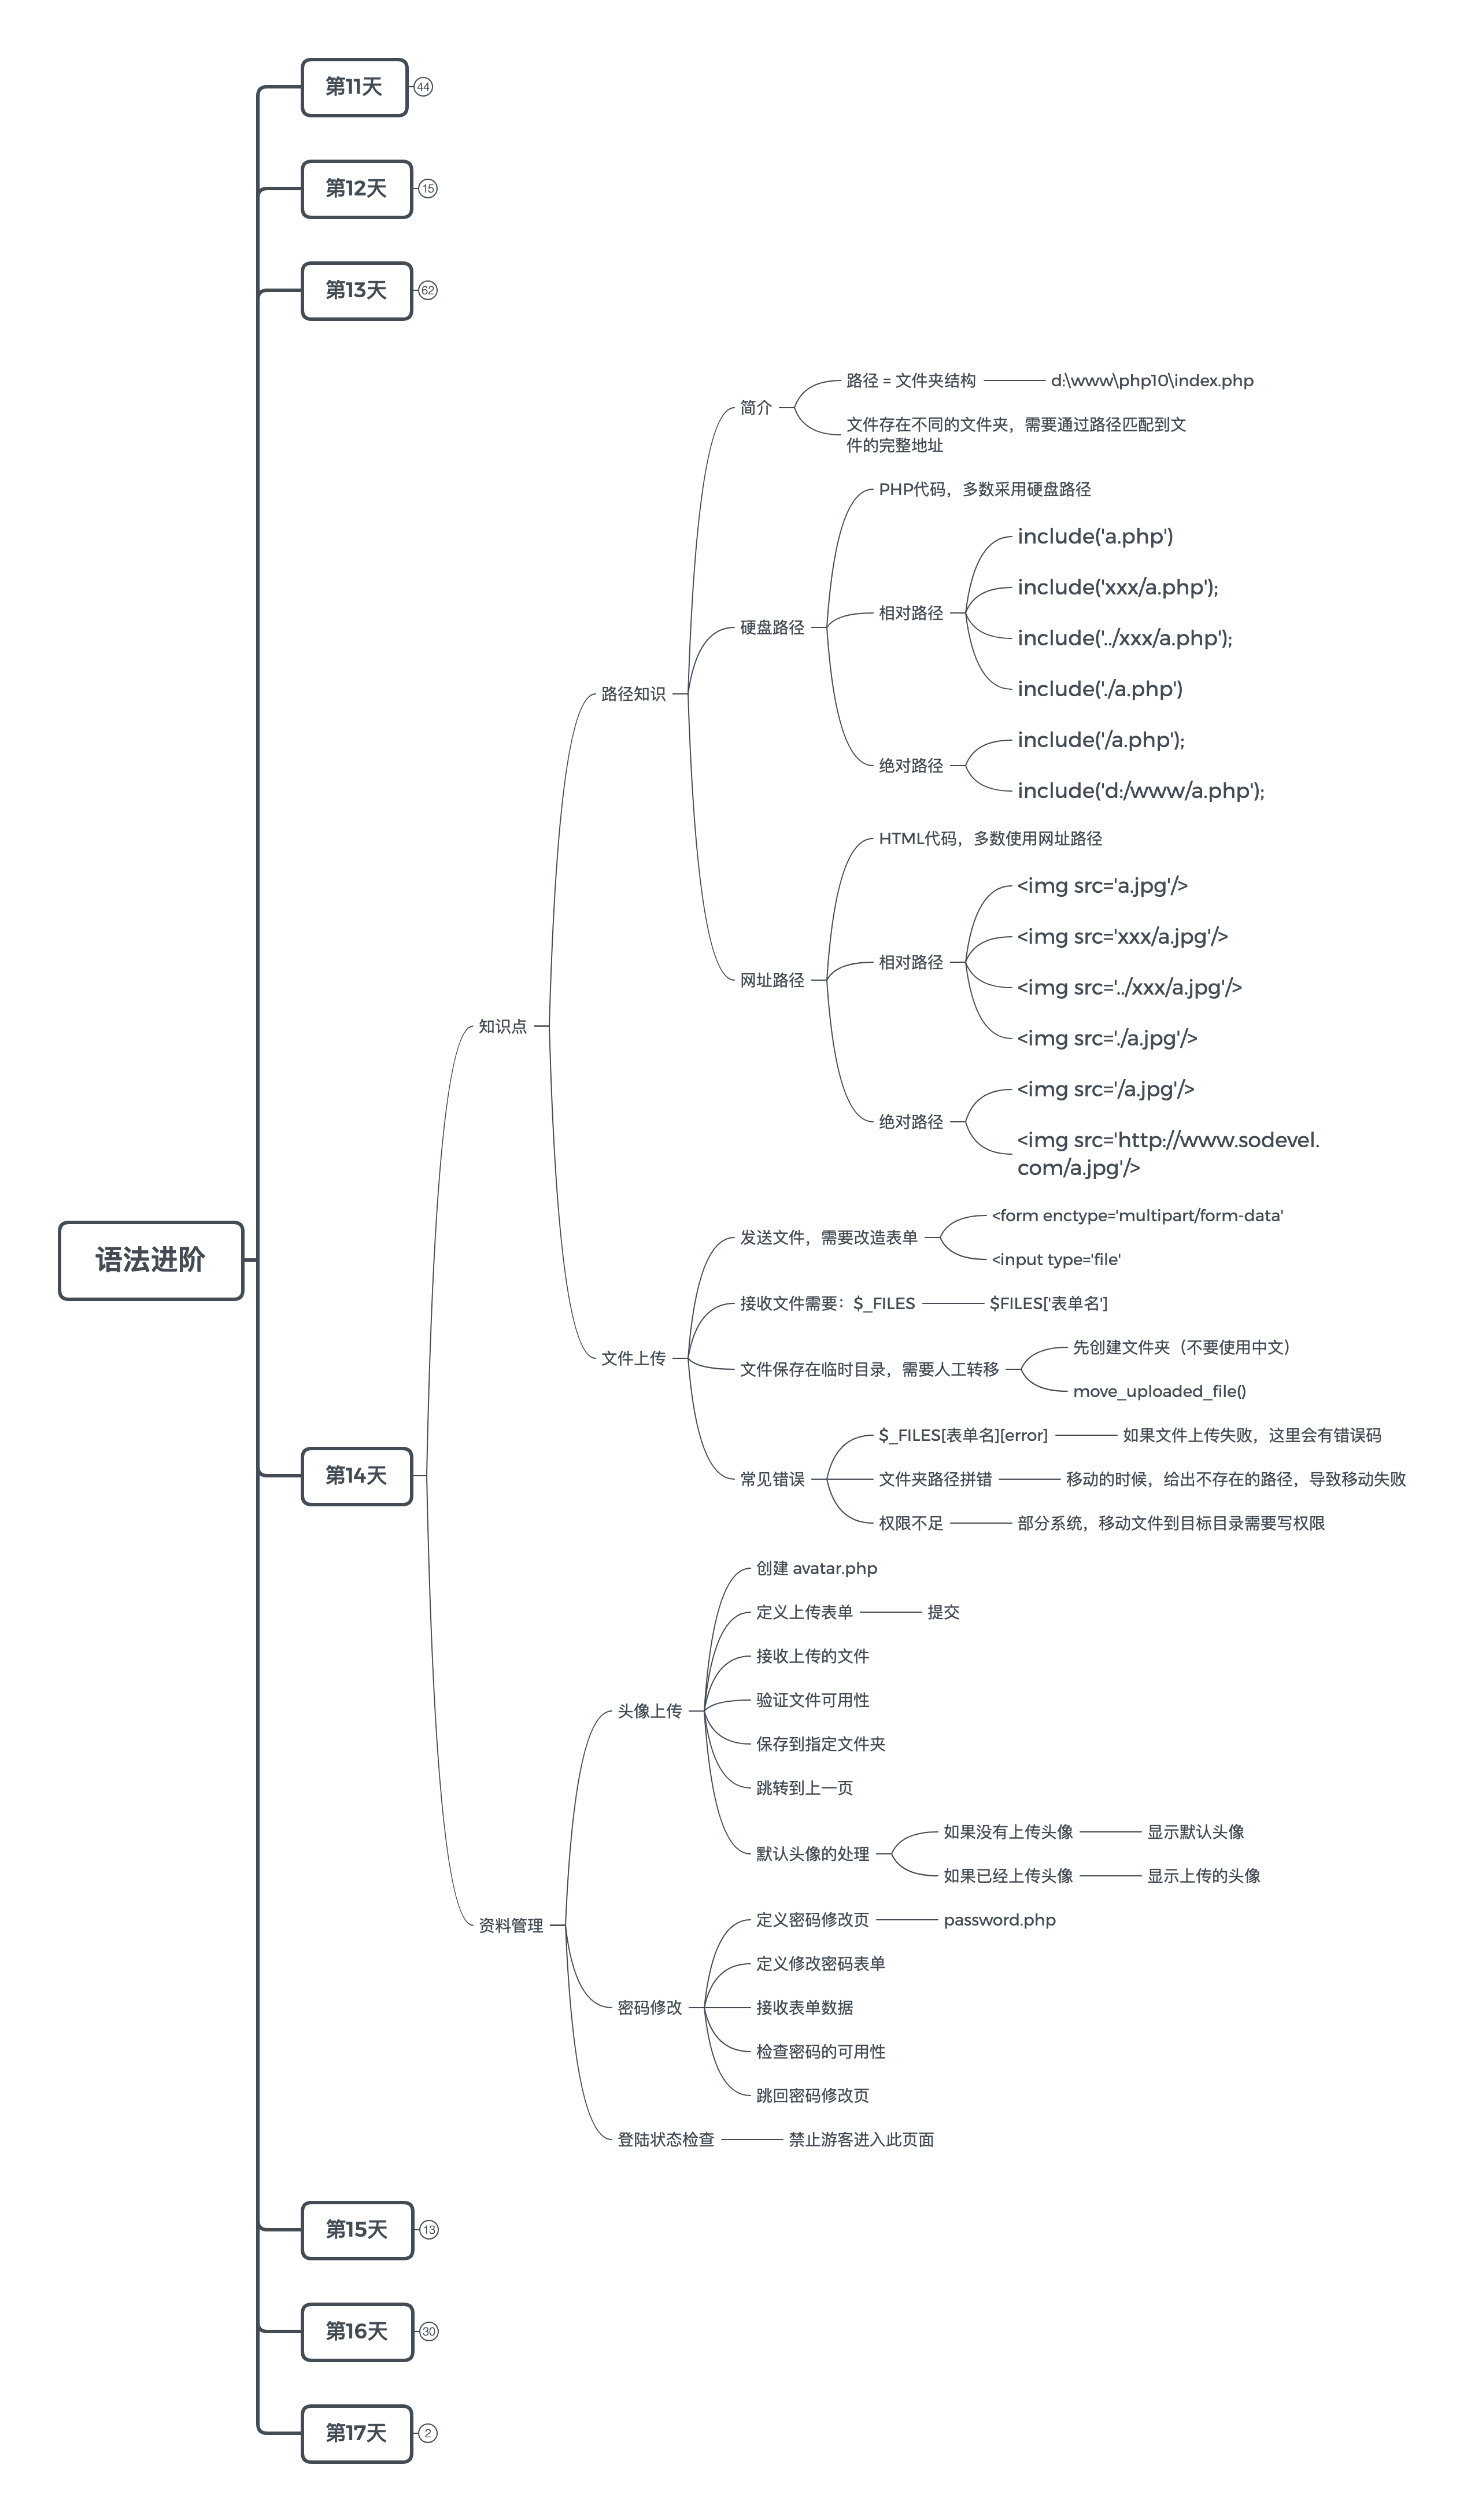 第11天
44
第12天
15
第13天
62
路径 = 文件夹结构
d:\www\php10\index.php
简介
文件存在不同的文件夹，需要通过路径匹配到文
件的完整地址
PHP代码，多数采用硬盘路径
include('a.php')
include('xxx/a.php');
相对路径
硬盘路径
include('../xxx/a.php');
include('./a.php')
路径知识
include('/a.php');
绝对路径
include('d:/www/a.php');
HTML代码，多数使用网址路径
<img src='a.jpg'/>
<img src='xxx/a.jpg'/>
相对路径
网址路径
<img src='../xxx/a.jpg'/>
<img src='./a.jpg'/>
知识点
<img src='/a.jpg'/>
绝对路径
<img src='http://www.sodevel.
com/a.jpg'/>
<form enctype='multipart/form-data'
发送文件，需要改造表单
<input type='file'
语法进阶
接收文件需要：$_FILES
$FILES['表单名']
文件上传
先创建文件夹（不要使用中文）
文件保存在临时目录，需要人工转移
move_uploaded_file()
$_FILES[表单名][error]
如果文件上传失败，这里会有错误码
第14天
常见错误
文件夹路径拼错
移动的时候，给出不存在的路径，导致移动失败
权限不足
部分系统，移动文件到目标目录需要写权限
创建 avatar.php
定义上传表单
提交
接收上传的文件
验证文件可用性
头像上传
保存到指定文件夹
跳转到上一页
如果没有上传头像
显示默认头像
默认头像的处理
如果已经上传头像
显示上传的头像
资料管理
定义密码修改页
password.php
定义修改密码表单
密码修改
接收表单数据
检查密码的可用性
跳回密码修改页
登陆状态检查
禁止游客进入此页面
第15天
13
第16天
30
第17天
2